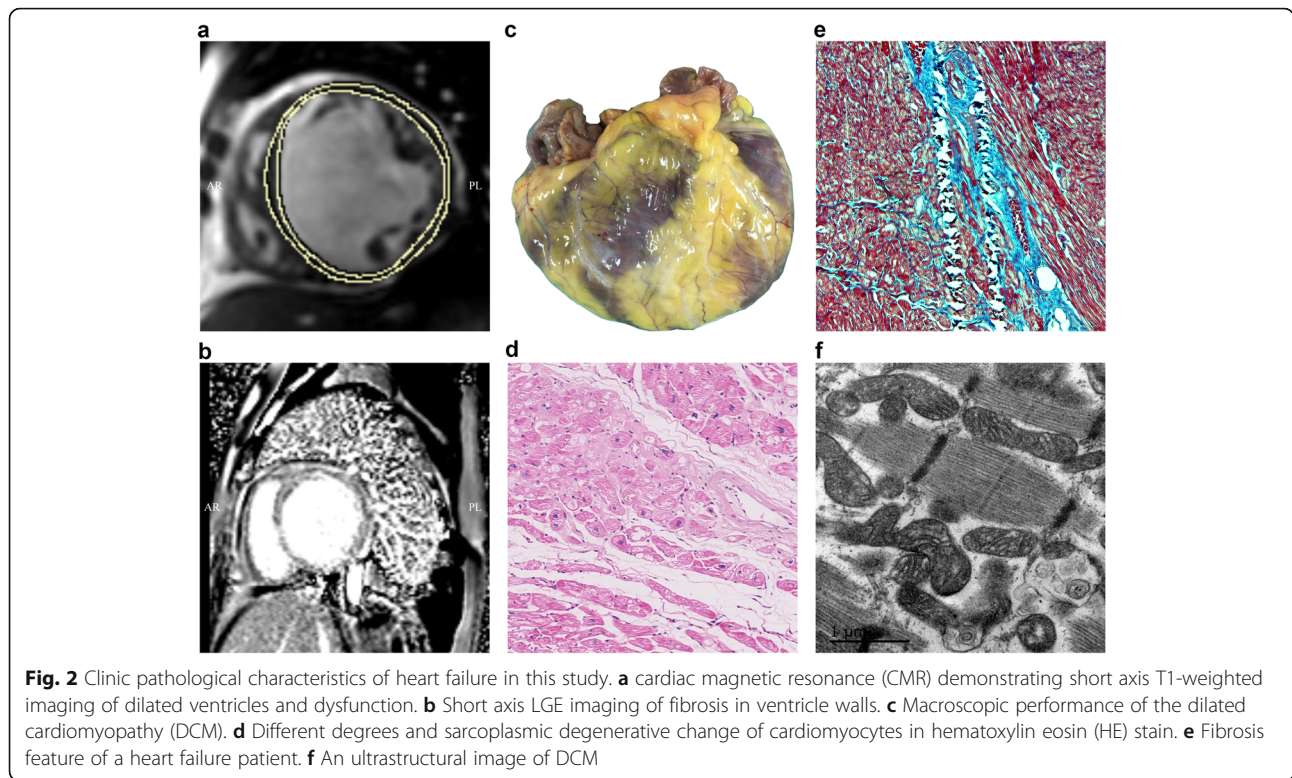 a
c
e
AR
PL
b
d
f
AR
PL
1 μm
Fig. 2 Clinic pathological characteristics of heart failure in this study. a cardiac magnetic resonance (CMR) demonstrating short axis T1-weighted
imaging of dilated ventricles and dysfunction. b Short axis LGE imaging of fibrosis in ventricle walls. c Macroscopic performance of the dilated
cardiomyopathy (DCM). d Different degrees and sarcoplasmic degenerative change of cardiomyocytes in hematoxylin eosin (HE) stain. e Fibrosis
feature of a heart failure patient. f An ultrastructural image of DCM